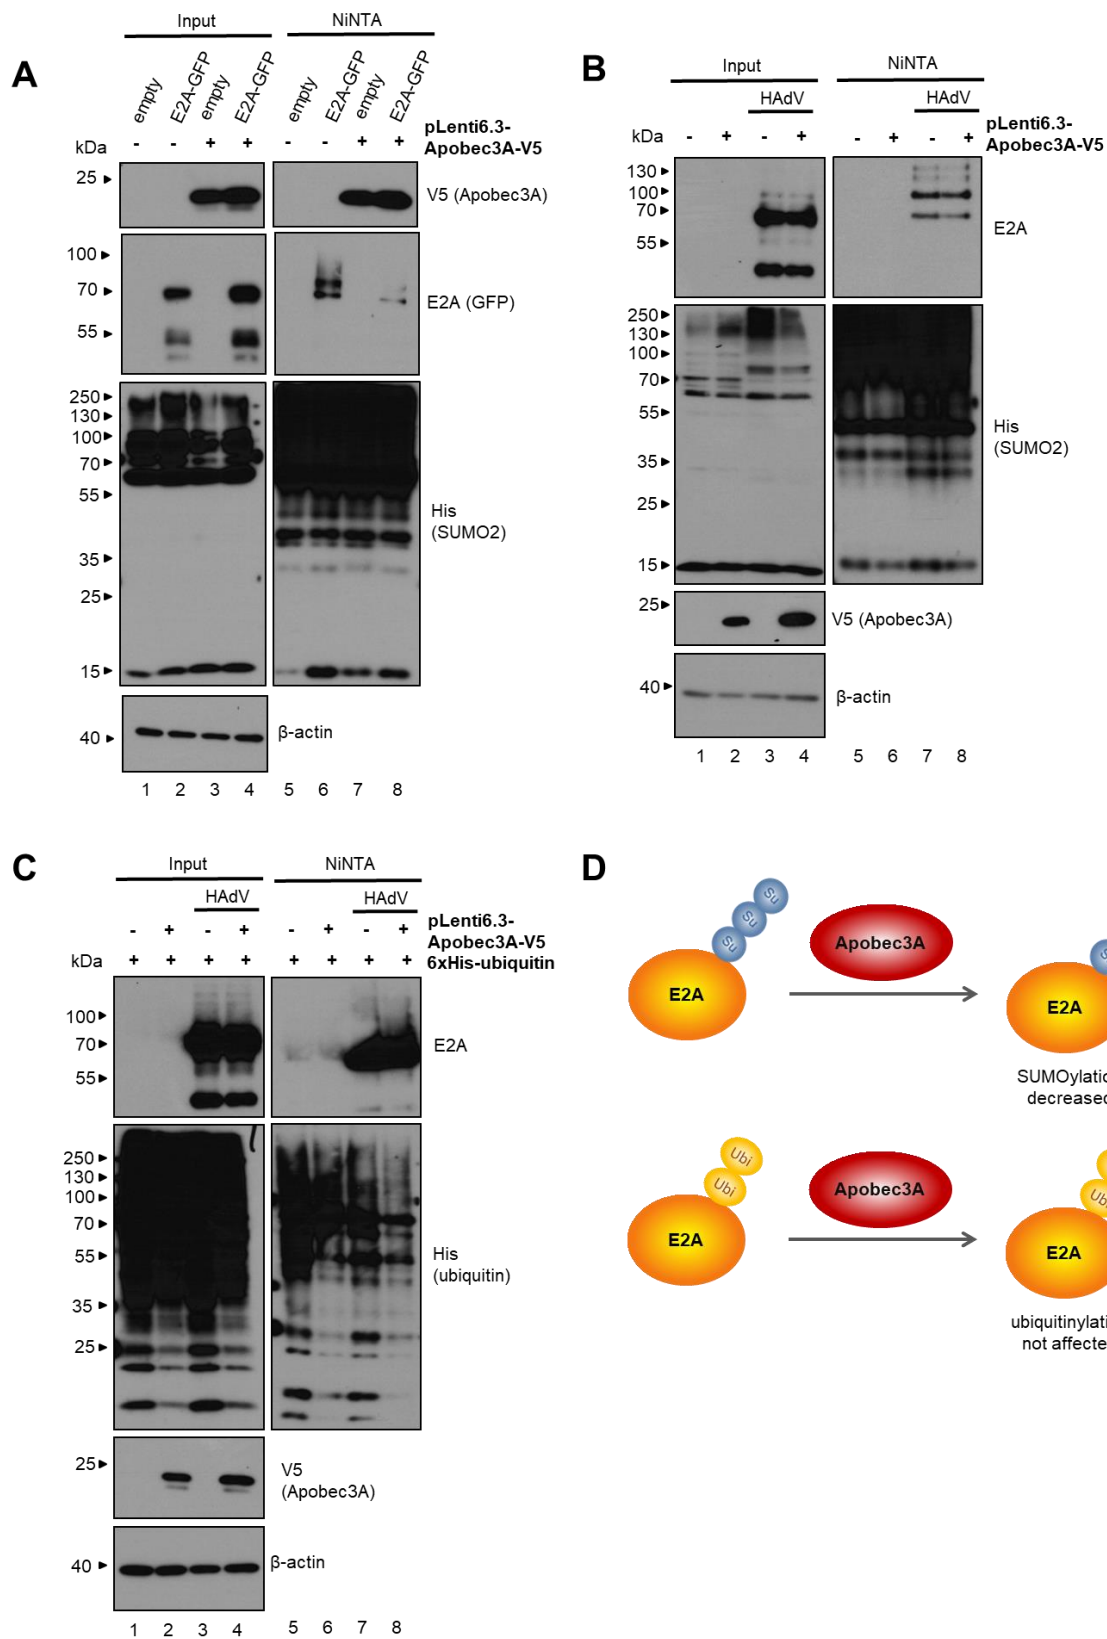 A
Input
NiNTA
empty
E2A-GFP
empty
E2A-GFP
empty
E2A-GFP
empty
E2A-GFP
kDa
- - + + - - + +
pLenti6.3-
Apobec3A-V5
25
V5 (Apobec3A)
100
70
55
E2A (GFP)
250
130
100
70
55
35
25
15
His
(SUMO2)
40
β-actin
1 2 3 4 5 6 7 8
B
Input
NiNTA
HAdV
HAdV
kDa
- + - + - + - +
pLenti6.3-
Apobec3A-V5
130
100
70
55
E2A
250
130
100
70
55
35
25
15
His
(SUMO2)
25
V5 (Apobec3A)
40
β-actin
1 2 3 4 5 6 7 8
C
Input
NiNTA
HAdV
HAdV
- + - + - + - +
pLenti6.3-
Apobec3A-V5
kDa
+ + + + + + + +
6xHis-ubiquitin
100
70
55
E2A
250
130
100
70
55
35
25
His
(ubiquitin)
25
V5
(Apobec3A)
40
β-actin
1 2 3 4 5 6 7 8
D
Su
Su
Su
E2A
Apobec3A
S
E2A
SUMOylatio
decreased
Ubi
Ubi
E2A
Apobec3A
Ub
E2A
ubiquitinylati
not affecte